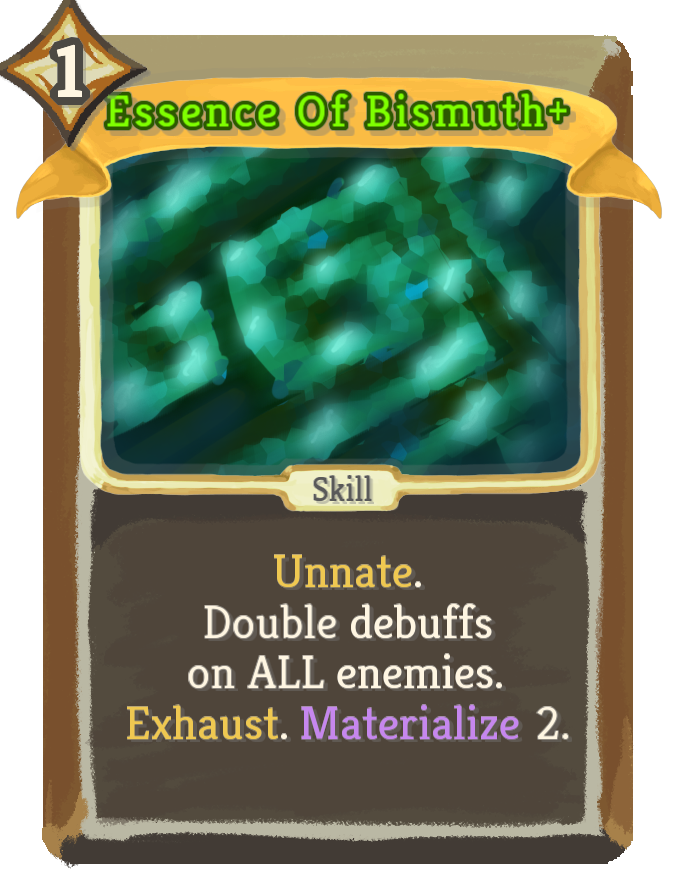 1
Essence Of Bismuth+
Skill
Unnate.
Double debuffs
on ALL enemies.
Exhaust. Materialize 2.